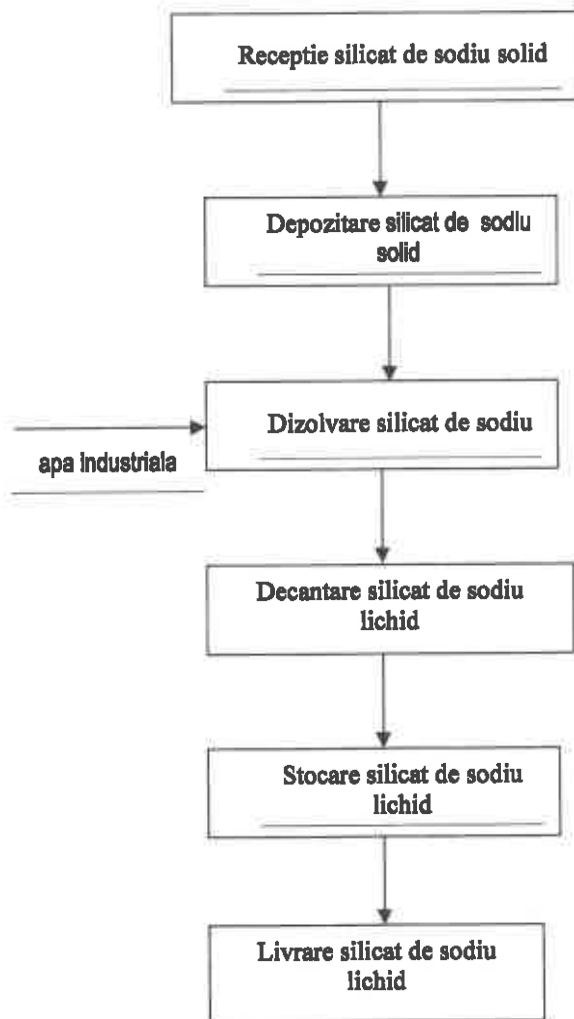 Receptie silicat de sodiu solid
Depozitare silicat de sodiu
solid
Dizolvare silicat de sodiu
apa industriala
Decantare silicat de sodiu
lichid
Stocare silicat de sodiu
lichid
Livrare silicat de sodiu
lichid